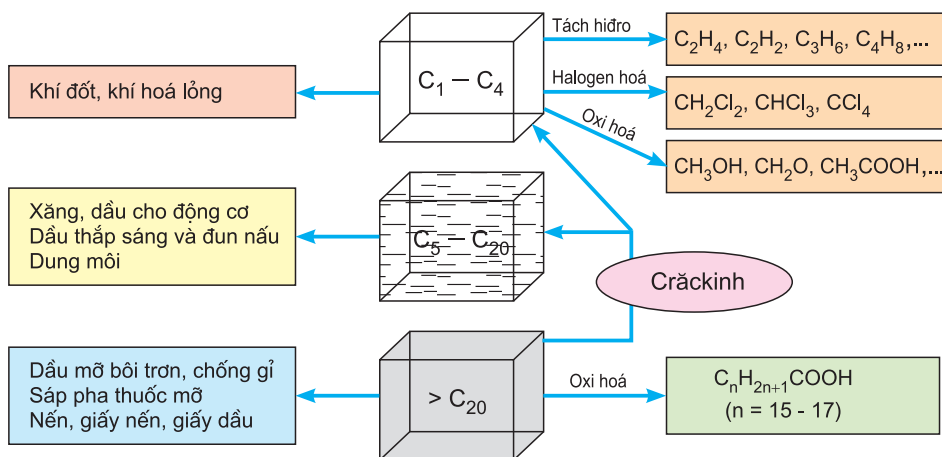 Tách hiđro
C₂H₄, C₂H₂, C₃H₆, C₄H₈,...
Khí đốt, khí hoá lỏng
C₁ – C₄
Halogen hoá
CH₂Cl₂, CHCl₃, CCl₄
Oxi hoá
CH₃OH, CH₂O, CH₃COOH,...
Xăng, dầu cho động cơ
Dầu thắp sáng và đun nấu
Dung môi
C₅ – C₂₀
Crăckinh
Dầu mỡ bôi trơn, chống gỉ
Sáp pha thuốc mỡ
Nến, giấy nến, giấy dầu
> C₂₀
Oxi hoá
CₙH₂ₙ₊₁COOH
(n = 15 - 17)